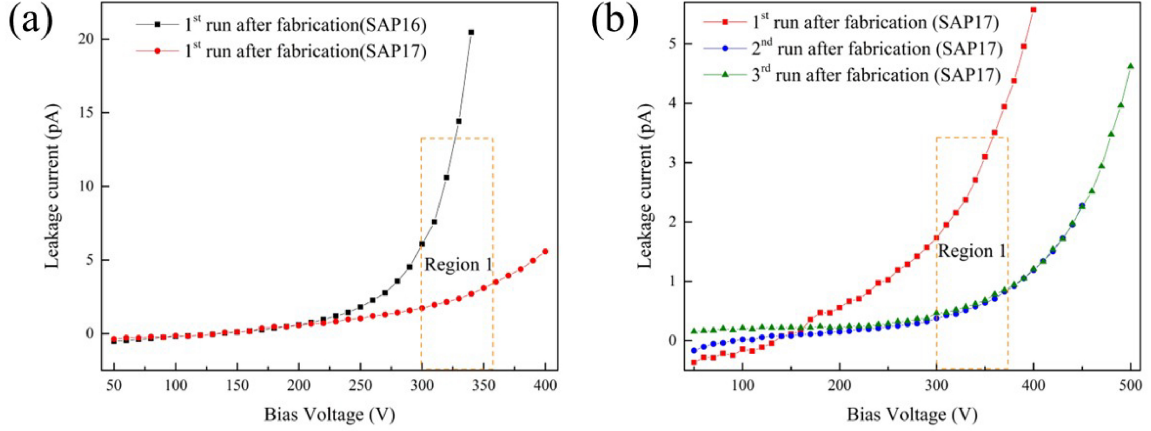 (a)
1st run after fabrication(SAP16)
1st run after fabrication(SAP17)
20
15
10
5
0
Leakage current (pA)
Region 1
50 100 150 200 250 300 350 400
Bias Voltage (V)
(b)
1st run after fabrication (SAP17)
2nd run after fabrication (SAP17)
3rd run after fabrication (SAP17)
5
4
3
2
1
0
Leakage current (pA)
Region 1
100 200 300 400 500
Bias Voltage (V)